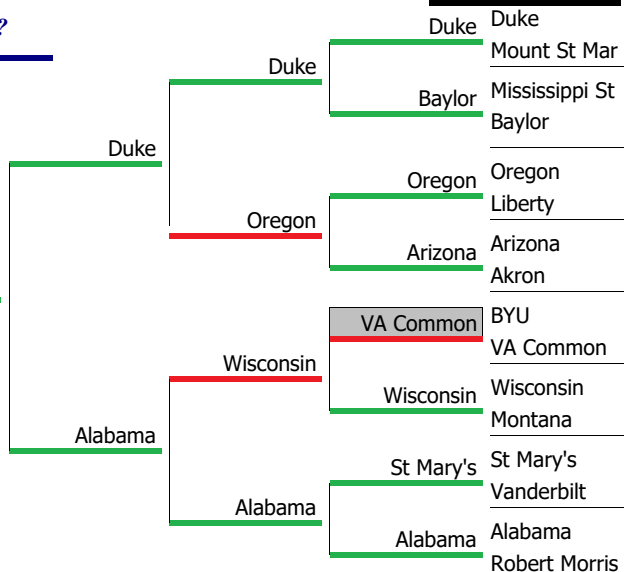 ?
Duke
Duke
Mount St Mar
Duke
Baylor
Mississippi St
Baylor
Duke
Oregon
Oregon
Liberty
Oregon
Arizona
Arizona
Akron
VA Common
BYU
VA Common
Wisconsin
Wisconsin
Wisconsin
Montana
Alabama
St Mary's
St Mary's
Vanderbilt
Alabama
Alabama
Alabama
Robert Morris